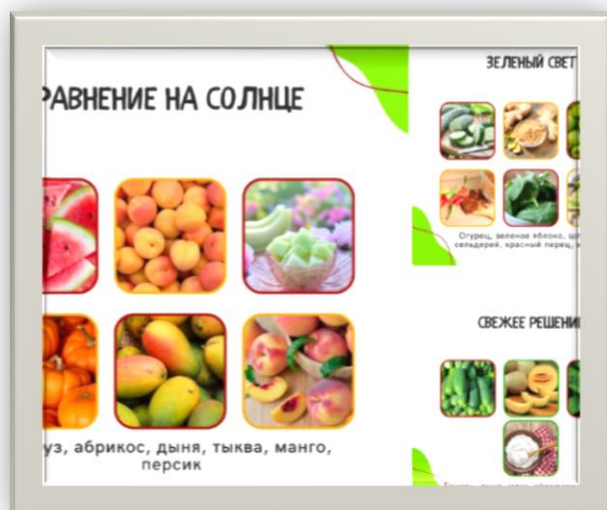 РАВНЕНИЕ НА СОЛНЦЕ
уз, абрикос, дыня, тыква, манго,
персик
ЗЕЛЕНЫЙ СВЕТ
Огурец, зеленое яблоко,
сельдерей, красный перец,
СВЕЖЕЕ РЕШЕНИ